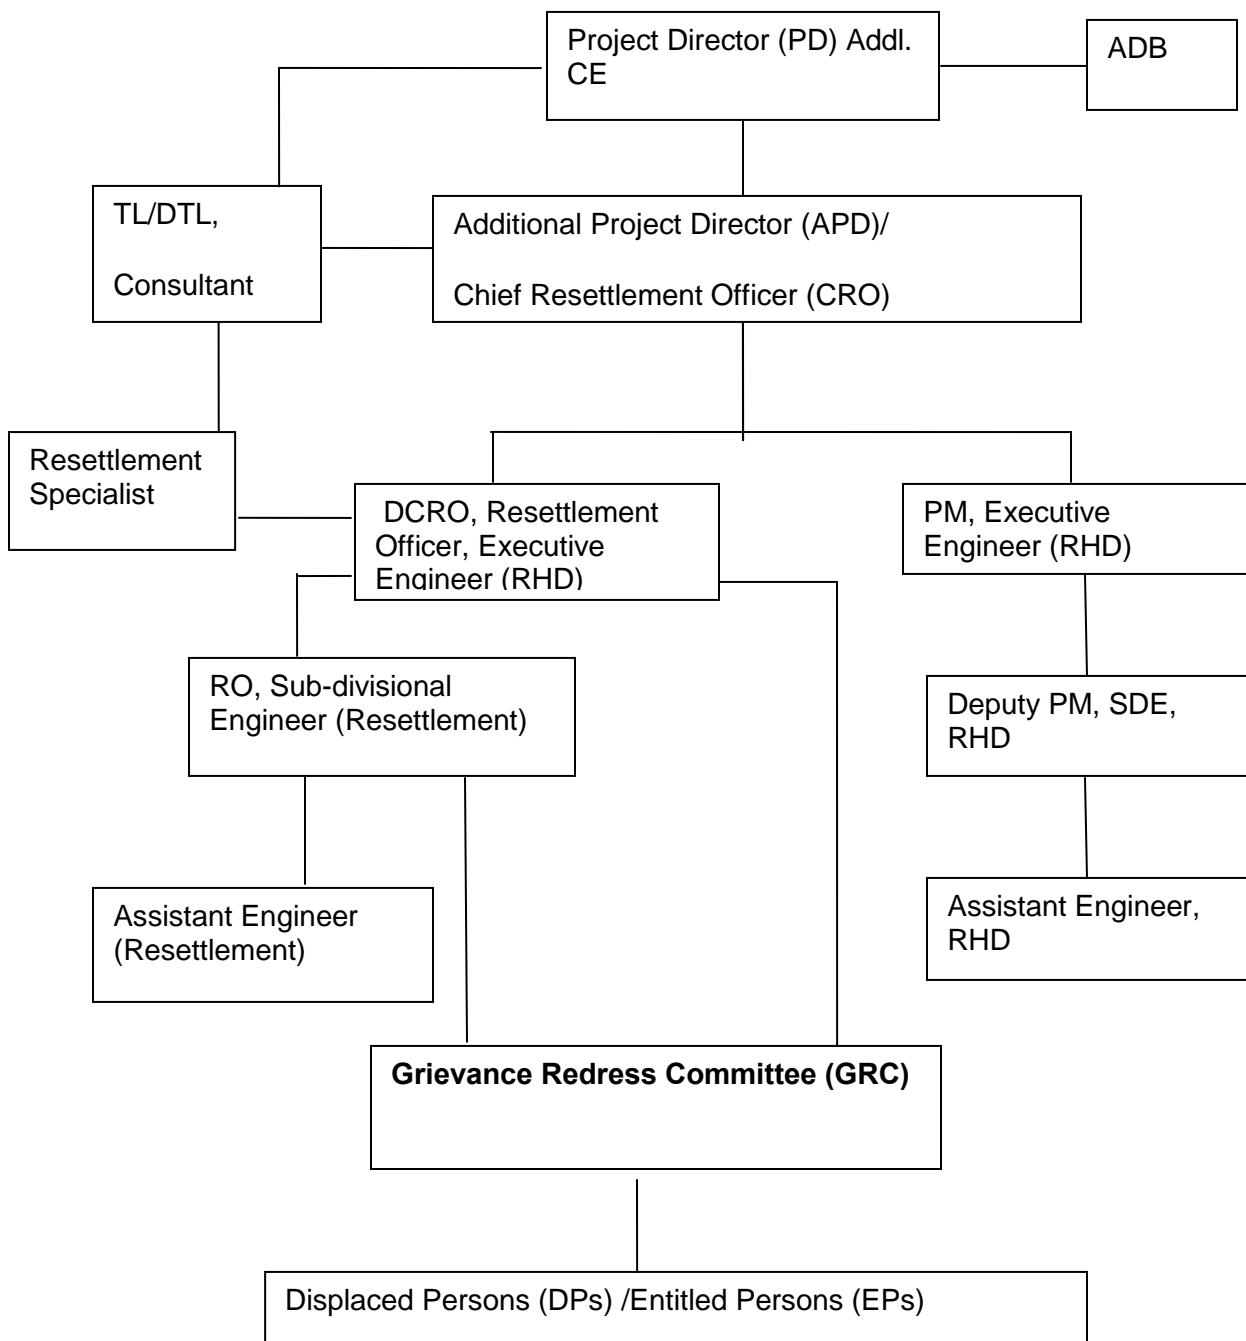 Project Director (PD) Addl.
CE
ADB
TL/DTL,
Consultant
Additional Project Director (APD)/
Chief Resettlement Officer (CRO)
Resettlement
Specialist
DCRO, Resettlement
Officer, Executive
Engineer (RHD)
PM, Executive
Engineer (RHD)
RO, Sub-divisional
Engineer (Resettlement)
Deputy PM, SDE,
RHD
Assistant Engineer
(Resettlement)
Assistant Engineer,
RHD
Grievance Redress Committee (GRC)
Displaced Persons (DPs) /Entitled Persons (EPs)